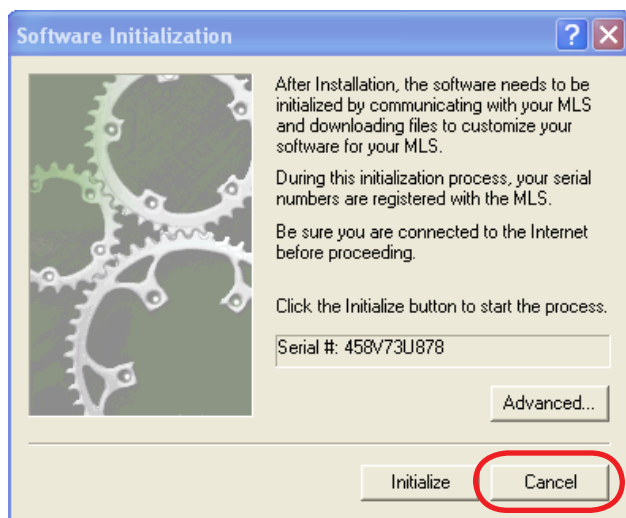 Software Initialization
?
After Installation, the software needs to be
initialized by communicating with your MLS
and downloading files to customize your
software for your MLS.
During this initialization process, your serial
numbers are registered with the MLS.
Be sure you are connected to the Internet
before proceeding.
Click the Initialize button to start the process.
Serial #: 458V73U878
Advanced...
Initialize
Cancel